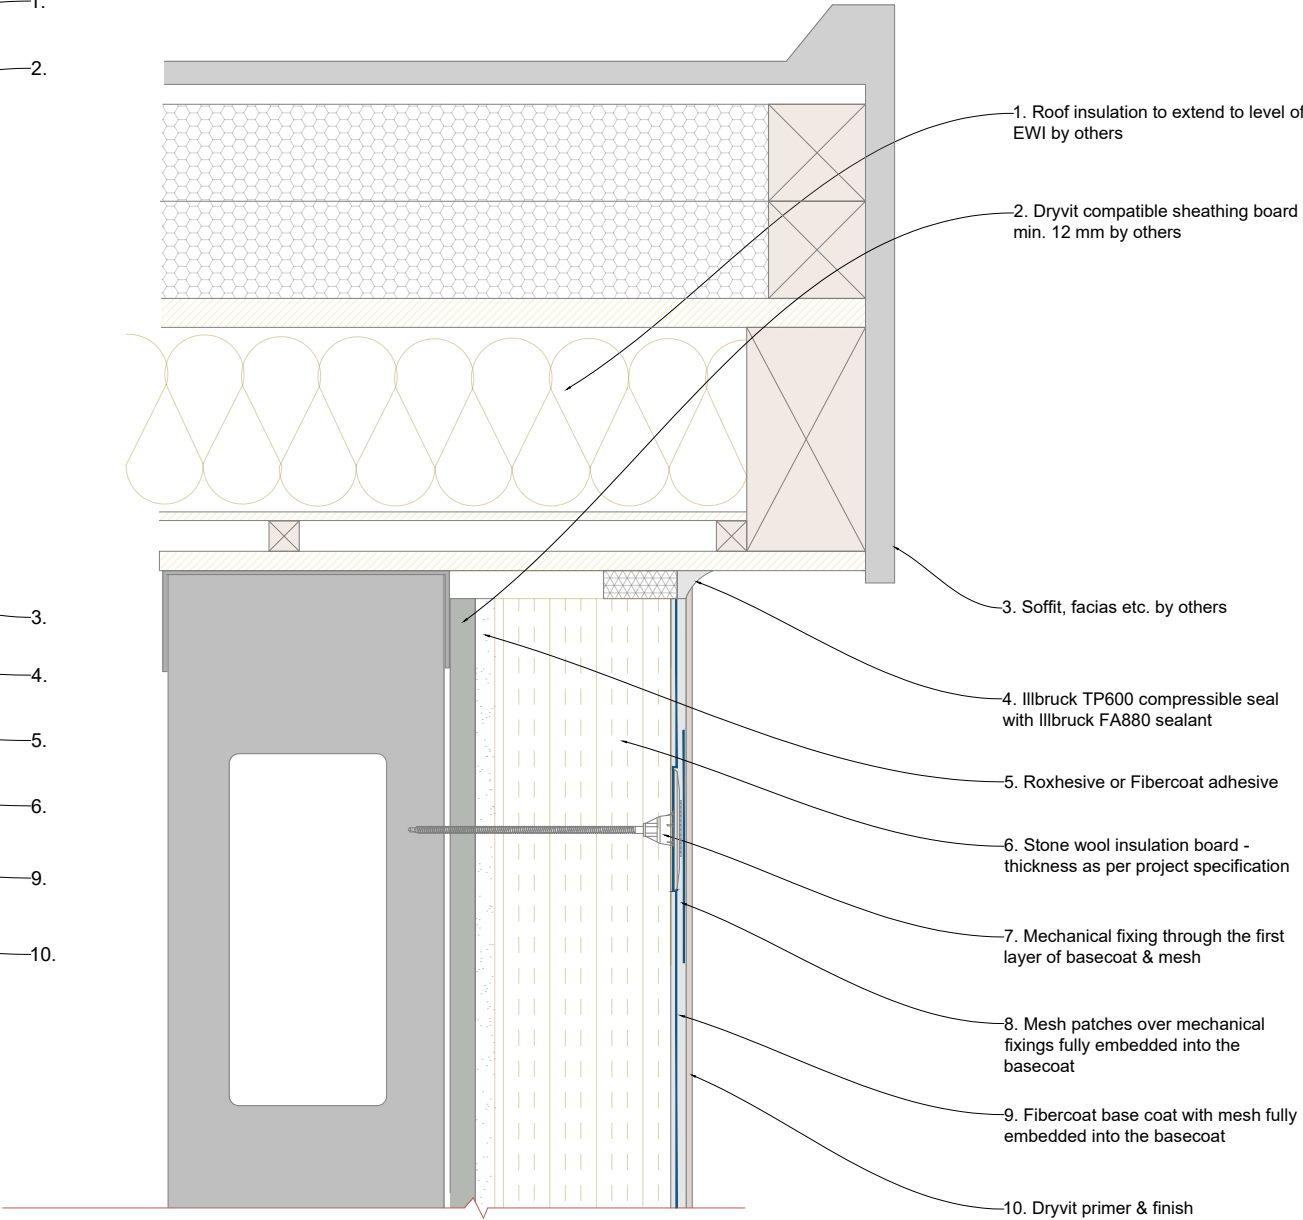 1.
2.
3.
4.
5.
6.
9.
10.
1. Roof insulation to extend to level of
EWI by others
2. Dryvit compatible sheathing board
min. 12 mm by others
3. Soffit, facias etc. by others
4. Illbruck TP600 compressible seal
with Illbruck FA880 sealant
5. Roxhesive or Fibercoat adhesive
6. Stone wool insulation board -
thickness as per project specification
7. Mechanical fixing through the first
layer of basecoat & mesh
8. Mesh patches over mechanical
fixings fully embedded into the
basecoat
9. Fibercoat base coat with mesh fully
embedded into the basecoat
10. Dryvit primer & finish